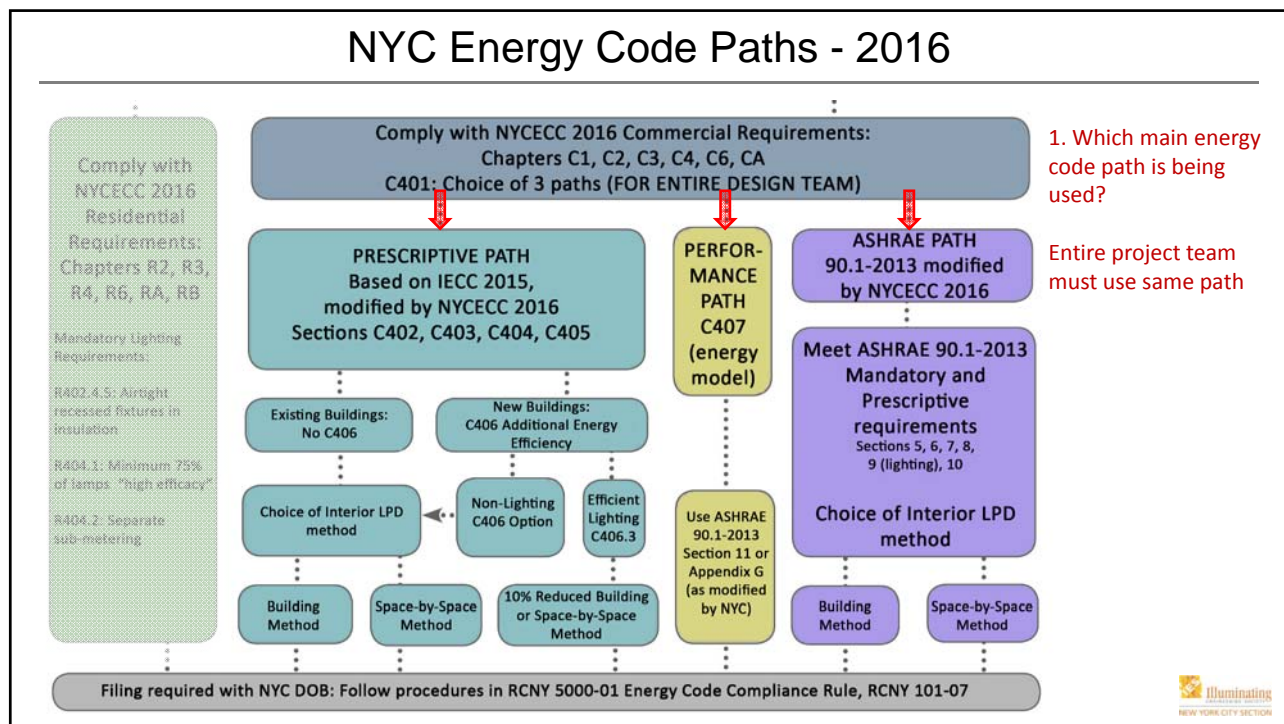 NYC Energy Code Paths - 2016
Comply with
NYCECC 2016
Residential
Requirements:
Chapters R2, R3,
R4, R6, RA, RB
Mandatory Lighting
Requirements:
R402.4.5: Airtight
recessed fixtures in
insulation
R404.1: Minimum 75%
of lamps "high efficacy"
R404.2: Separate
sub-metering
Comply with NYCECC 2016 Commercial Requirements:
Chapters C1, C2, C3, C4, C6, CA
C401: Choice of 3 paths (FOR ENTIRE DESIGN TEAM)
PRESCRIPTIVE PATH
Based on IECC 2015,
modified by NYCECC 2016
Sections C402, C403, C404, C405
Existing Buildings:
No C406
New Buildings:
C406 Additional Energy
Efficiency
Choice of Interior LPD
method
Non-Lighting
C406 Option
Efficient
Lighting
C406.3
Building
Method
Space-by-Space
Method
10% Reduced Building
or Space-by-Space
Method
PERFOR-
MANCE
PATH
C407
(energy
model)
Use ASHRAE
90.1-2013
Section 11 or
Appendix G
(as modified
by NYC)
ASHRAE PATH
90.1-2013 modified
by NYCECC 2016
Meet ASHRAE 90.1-2013
Mandatory and
Prescriptive
requirements
Sections 5, 6, 7, 8,
9 (lighting), 10
Choice of Interior LPD
method
Building
Method
Space-by-Space
Method
1. Which main energy
code path is being
used?
Entire project team
must use same path
Filing required with NYC DOB: Follow procedures in RCNY 5000-01 Energy Code Compliance Rule, RCNY 101-07
Illuminating
ENGINEERING SOCIETY
NEW YORK CITY SECTION